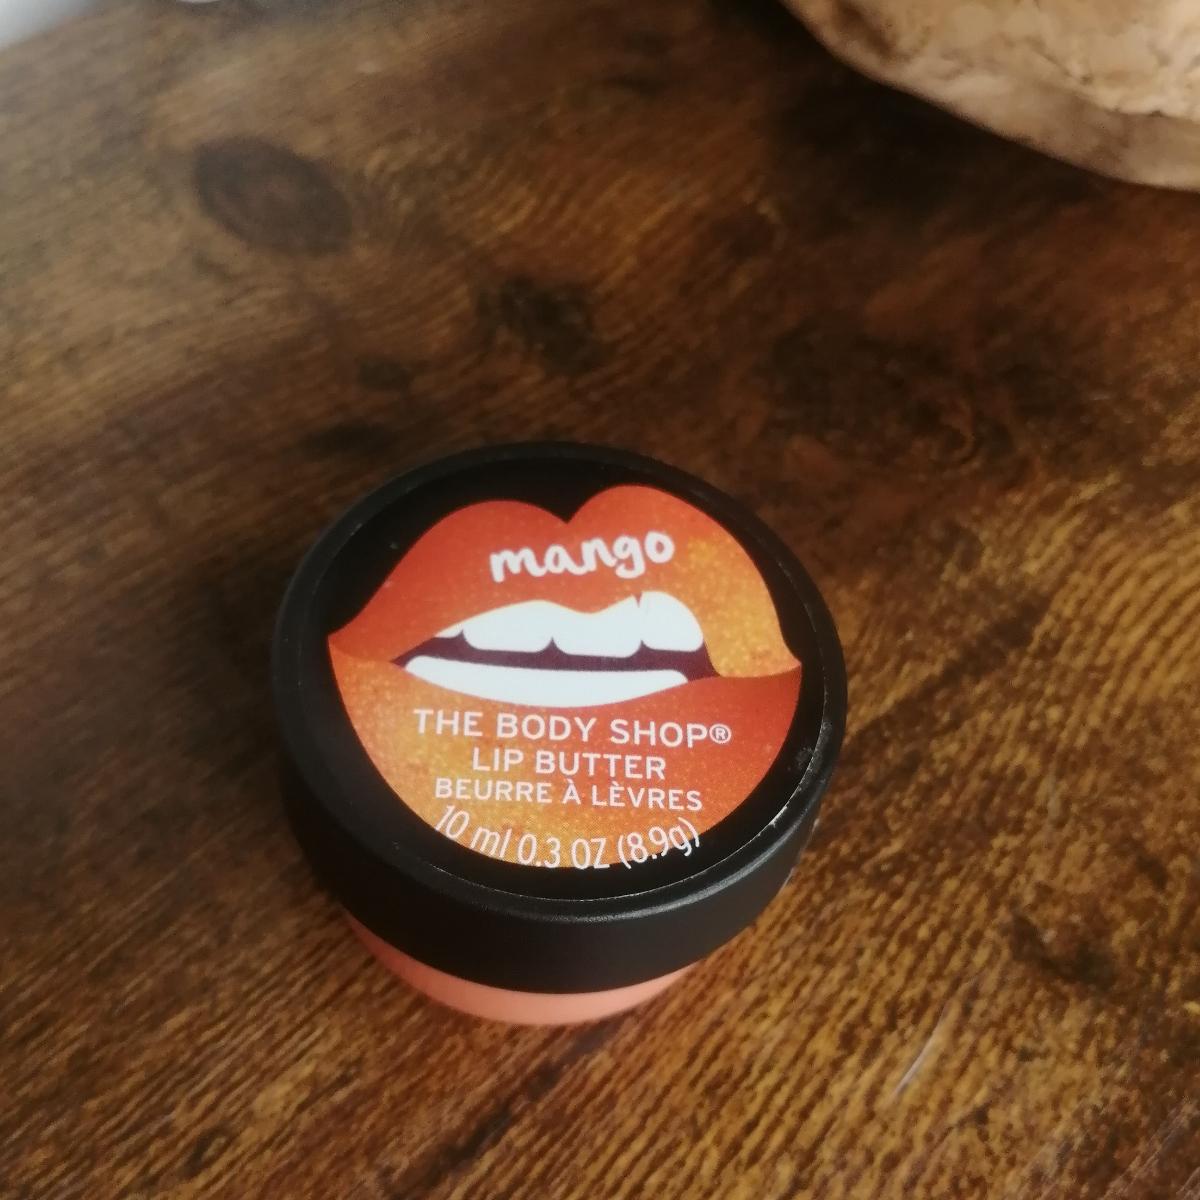 mango
THE BODY SHOP®
LIP BUTTER
BEURRE À LÈVRES
10 ml 0.3 OZ (8.9g)